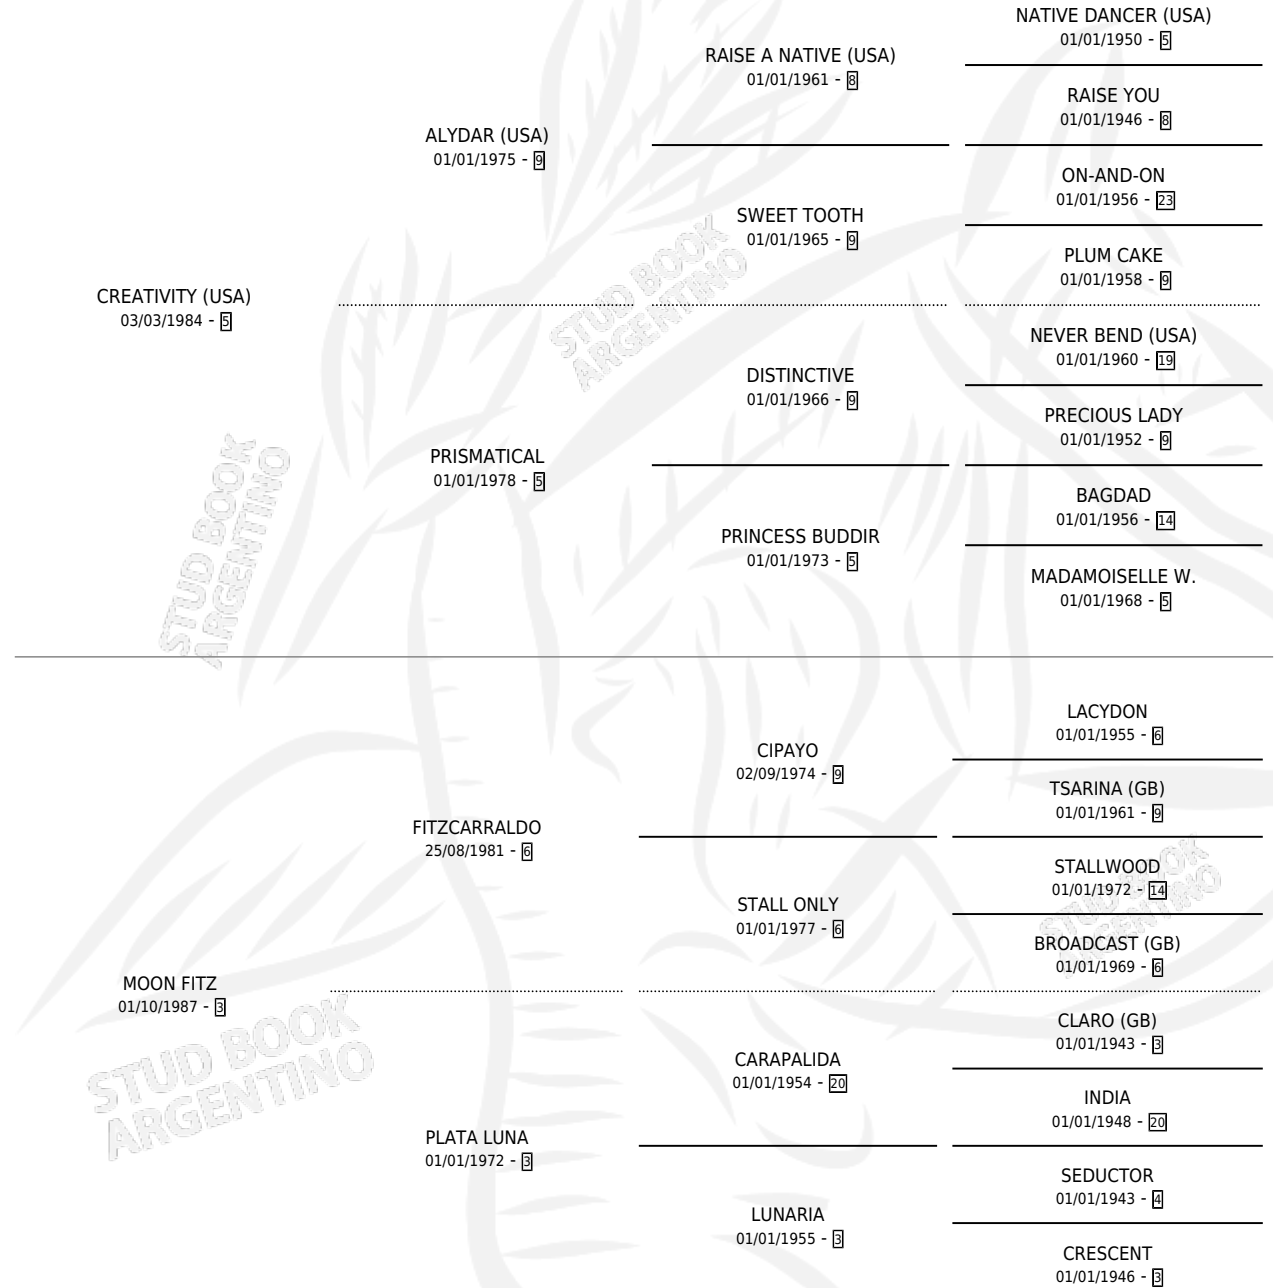 NATIVE DANCER (USA)
01/01/1950 - 5
RAISE A NATIVE (USA)
01/01/1961 - 8
RAISE YOU
01/01/1946 - 8
ALYDAR (USA)
01/01/1975 - 9
ON-AND-ON
01/01/1956 - 23
SWEET TOOTH
01/01/1965 - 9
PLUM CAKE
01/01/1958 - 9
CREATIVITY (USA)
03/03/1984 - 5
NEVER BEND (USA)
01/01/1960 - 19
DISTINCTIVE
01/01/1966 - 9
PRECIOUS LADY
01/01/1952 - 9
PRISMATICAL
01/01/1978 - 5
BAGDAD
01/01/1956 - 14
PRINCESS BUDDIR
01/01/1973 - 5
MADAMOISELLE W.
01/01/1968 - 5
LACYDON
01/01/1955 - 6
CIPAYO
02/09/1974 - 9
TSARINA (GB)
01/01/1961 - 9
FITZCARRALDO
25/08/1981 - 6
STALLWOOD
01/01/1972 - 14
STALL ONLY
01/01/1977 - 6
BROADCAST (GB)
01/01/1969 - 6
MOON FITZ
01/10/1987 - 3
CLARO (GB)
01/01/1943 - 3
CARAPALIDA
01/01/1954 - 20
INDIA
01/01/1948 - 20
PLATA LUNA
01/01/1972 - 3
SEDUCTOR
01/01/1943 - 4
LUNARIA
01/01/1955 - 3
CRESCENT
01/01/1946 - 3
STUD BOOK
ARGENTINO
STUD BOOK
ARGENTINO
STUD BOOK
ARGENTINO
STUD BOOK
ARGENTINO